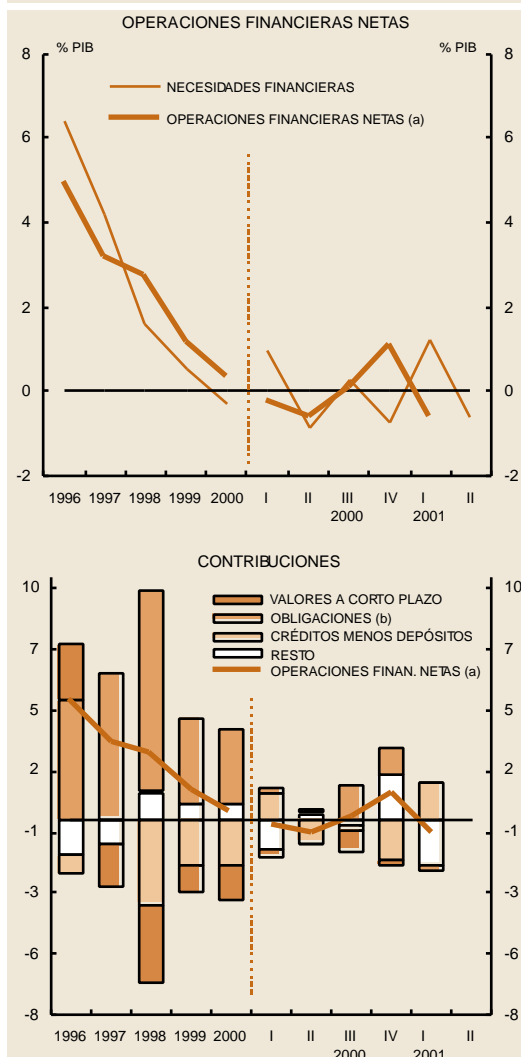 OPERACIONES FINANCIERAS NETAS
% PIB % PIB
NECESIDADES FINANCIERAS
OPERACIONES FINANCIERAS NETAS (a)
8 8
6 6
4 4
2 2
0 0
-2 -2
1996 1997 1998 1999 2000 I II III IV I II
2000 2001
CONTRIBUCIONES
VALORES A CORTO PLAZO
OBLIGACIONES (b)
CRÉDITOS MENOS DEPÓSITOS
RESTO
OPERACIONES FINAN. NETAS (a)
10 10
7 7
5 5
2 2
-1 -1
-3 -3
-6 -6
-8 -8
1996 1997 1998 1999 2000 I II III IV I II
2000 2001